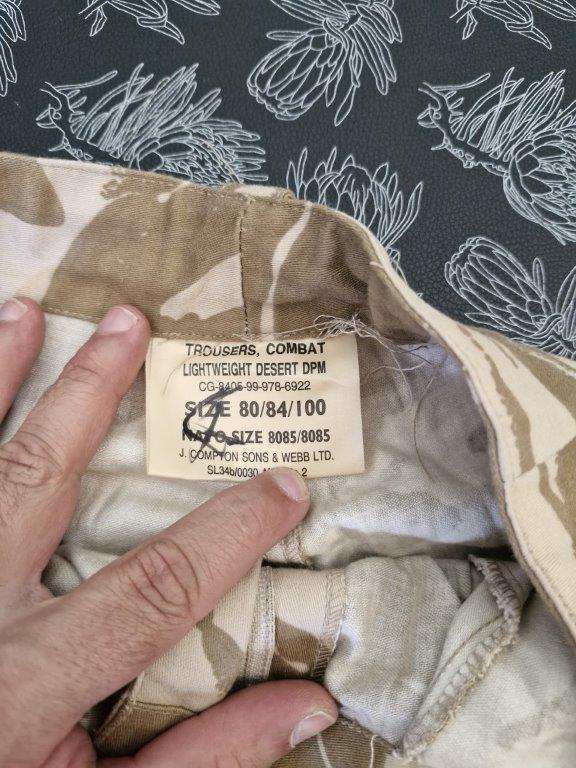 TROUSERS, COMBAT
LIGHTWEIGHT DESERT DPM
CG-8405-99-978-6922
SIZE 80/84/100
NATO SIZE 8085/8085
J. COMPTON SONS & WEBB LTD.
SL34b/0030